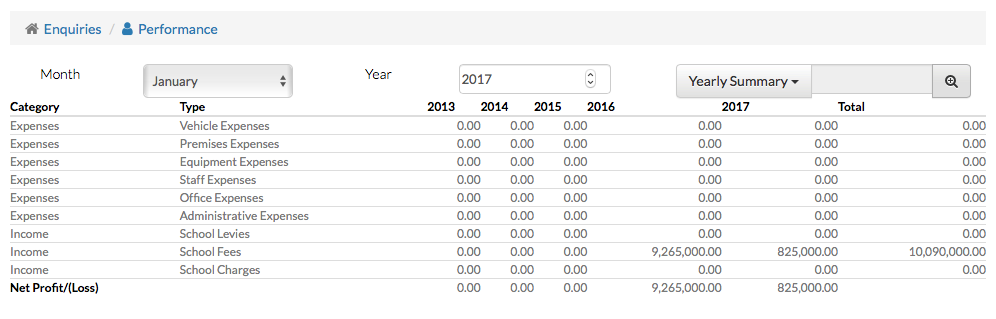 Enquiries / Performance
Month January Year 2017 Yearly Summary
Category Type 2013 2014 2015 2016 2017 Total
Expenses Vehicle Expenses 0.00 0.00 0.00 0.00 0.00 0.00
Expenses Premises Expenses 0.00 0.00 0.00 0.00 0.00 0.00
Expenses Equipment Expenses 0.00 0.00 0.00 0.00 0.00 0.00
Expenses Staff Expenses 0.00 0.00 0.00 0.00 0.00 0.00
Expenses Office Expenses 0.00 0.00 0.00 0.00 0.00 0.00
Expenses Administrative Expenses 0.00 0.00 0.00 0.00 0.00 0.00
Income School Levies 0.00 0.00 0.00 0.00 0.00 0.00
Income School Fees 0.00 0.00 0.00 9,265,000.00 825,000.00 10,090,000.00
Income School Charges 0.00 0.00 0.00 0.00 0.00 0.00
Net Profit/(Loss) 0.00 0.00 0.00 9,265,000.00 825,000.00